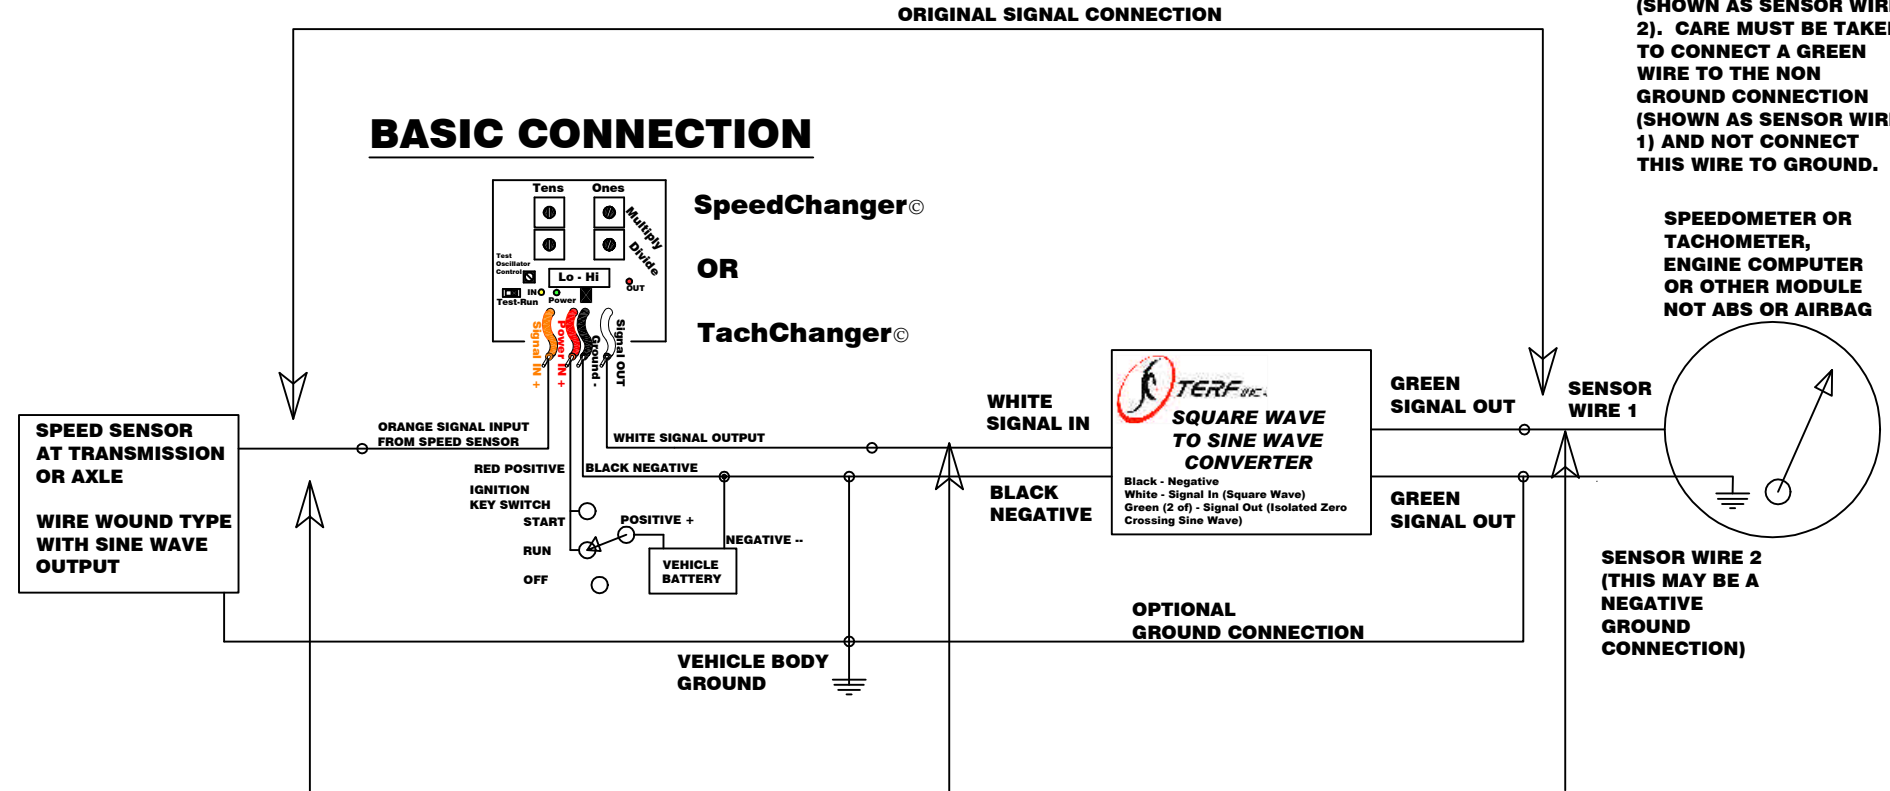 ORIGINAL SIGNAL CONNECTION
(SHOWN AS SENSOR WIRE
2). CARE MUST BE TAKEN
TO CONNECT A GREEN
WIRE TO THE NON
GROUND CONNECTION
(SHOWN AS SENSOR WIRE
1) AND NOT CONNECT
THIS WIRE TO GROUND.
BASIC CONNECTION
Tens Ones
Multiply
Divide
Test
Oscillator
Control
Lo - Hi
IN
Power
OUT
Test-Run
Signal IN +
Power IN +
Ground -
Signal OUT
SpeedChanger©
OR
TachChanger©
SPEEDOMETER OR
TACHOMETER,
ENGINE COMPUTER
OR OTHER MODULE
NOT ABS OR AIRBAG
SPEED SENSOR
AT TRANSMISSION
OR AXLE
WIRE WOUND TYPE
WITH SINE WAVE
OUTPUT
ORANGE SIGNAL INPUT
FROM SPEED SENSOR
WHITE SIGNAL OUTPUT
RED POSITIVE
BLACK NEGATIVE
IGNITION
KEY SWITCH
START
RUN
OFF
POSITIVE +
NEGATIVE --
VEHICLE
BATTERY
WHITE
SIGNAL IN
BLACK
NEGATIVE
TERF INC.
SQUARE WAVE
TO SINE WAVE
CONVERTER
Black - Negative
White - Signal In (Square Wave)
Green (2 of) - Signal Out (Isolated Zero
Crossing Sine Wave)
GREEN
SIGNAL OUT
GREEN
SIGNAL OUT
SENSOR
WIRE 1
SENSOR WIRE 2
(THIS MAY BE A
NEGATIVE
GROUND
CONNECTION)
OPTIONAL
GROUND CONNECTION
VEHICLE BODY
GROUND